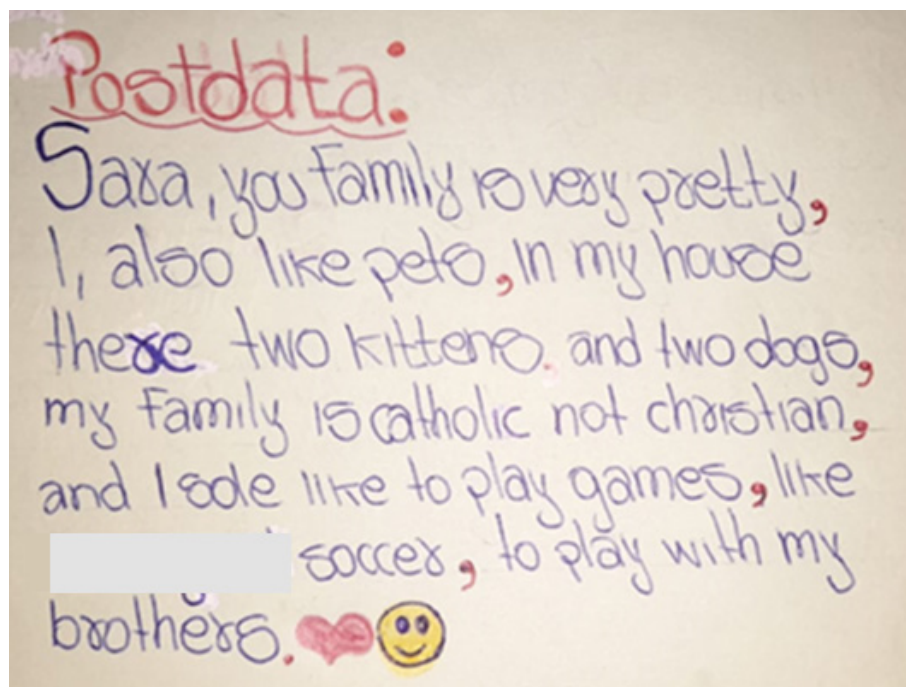 Postdata:
Sara, you family is very pretty,
I, also like pets, in my house
there two kittens. and two dogs,
my family is catholic not christian,
and I sole like to play games, like
soccer, to play with my
brothers.